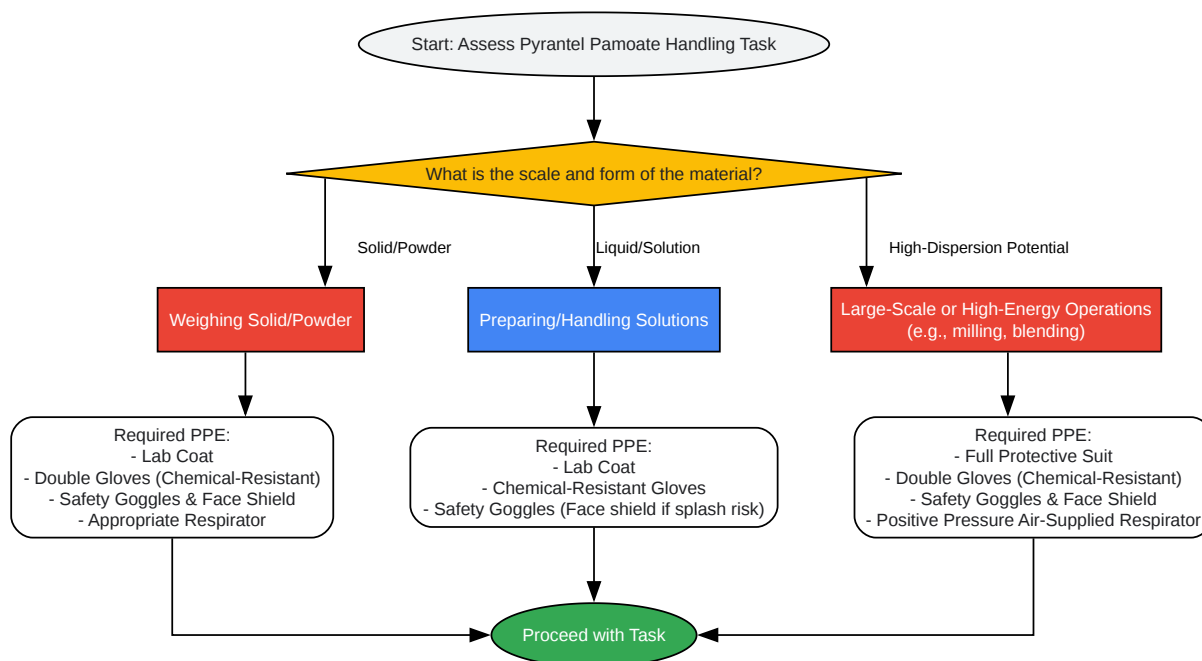 Start: Assess Pyrantel Pamoate Handling Task
What is the scale and form of the material?
Solid/Powder
Liquid/Solution
High-Dispersion Potential
Weighing Solid/Powder
Preparing/Handling Solutions
Large-Scale or High-Energy Operations
(e.g., milling, blending)
Required PPE:
- Lab Coat
- Double Gloves (Chemical-Resistant)
- Safety Goggles & Face Shield
- Appropriate Respirator
Required PPE:
- Lab Coat
- Chemical-Resistant Gloves
- Safety Goggles (Face shield if splash risk)
Required PPE:
- Full Protective Suit
- Double Gloves (Chemical-Resistant)
- Safety Goggles & Face Shield
- Positive Pressure Air-Supplied Respirator
Proceed with Task